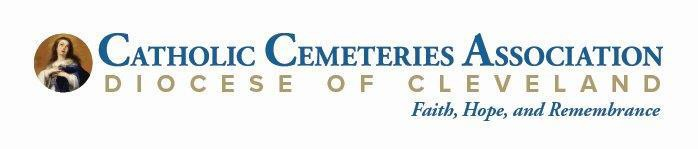 CATHOLIC CEMETERIES ASSOCIATION
DIOCESE OF CLEVELAND
Faith, Hope, and Remembrance